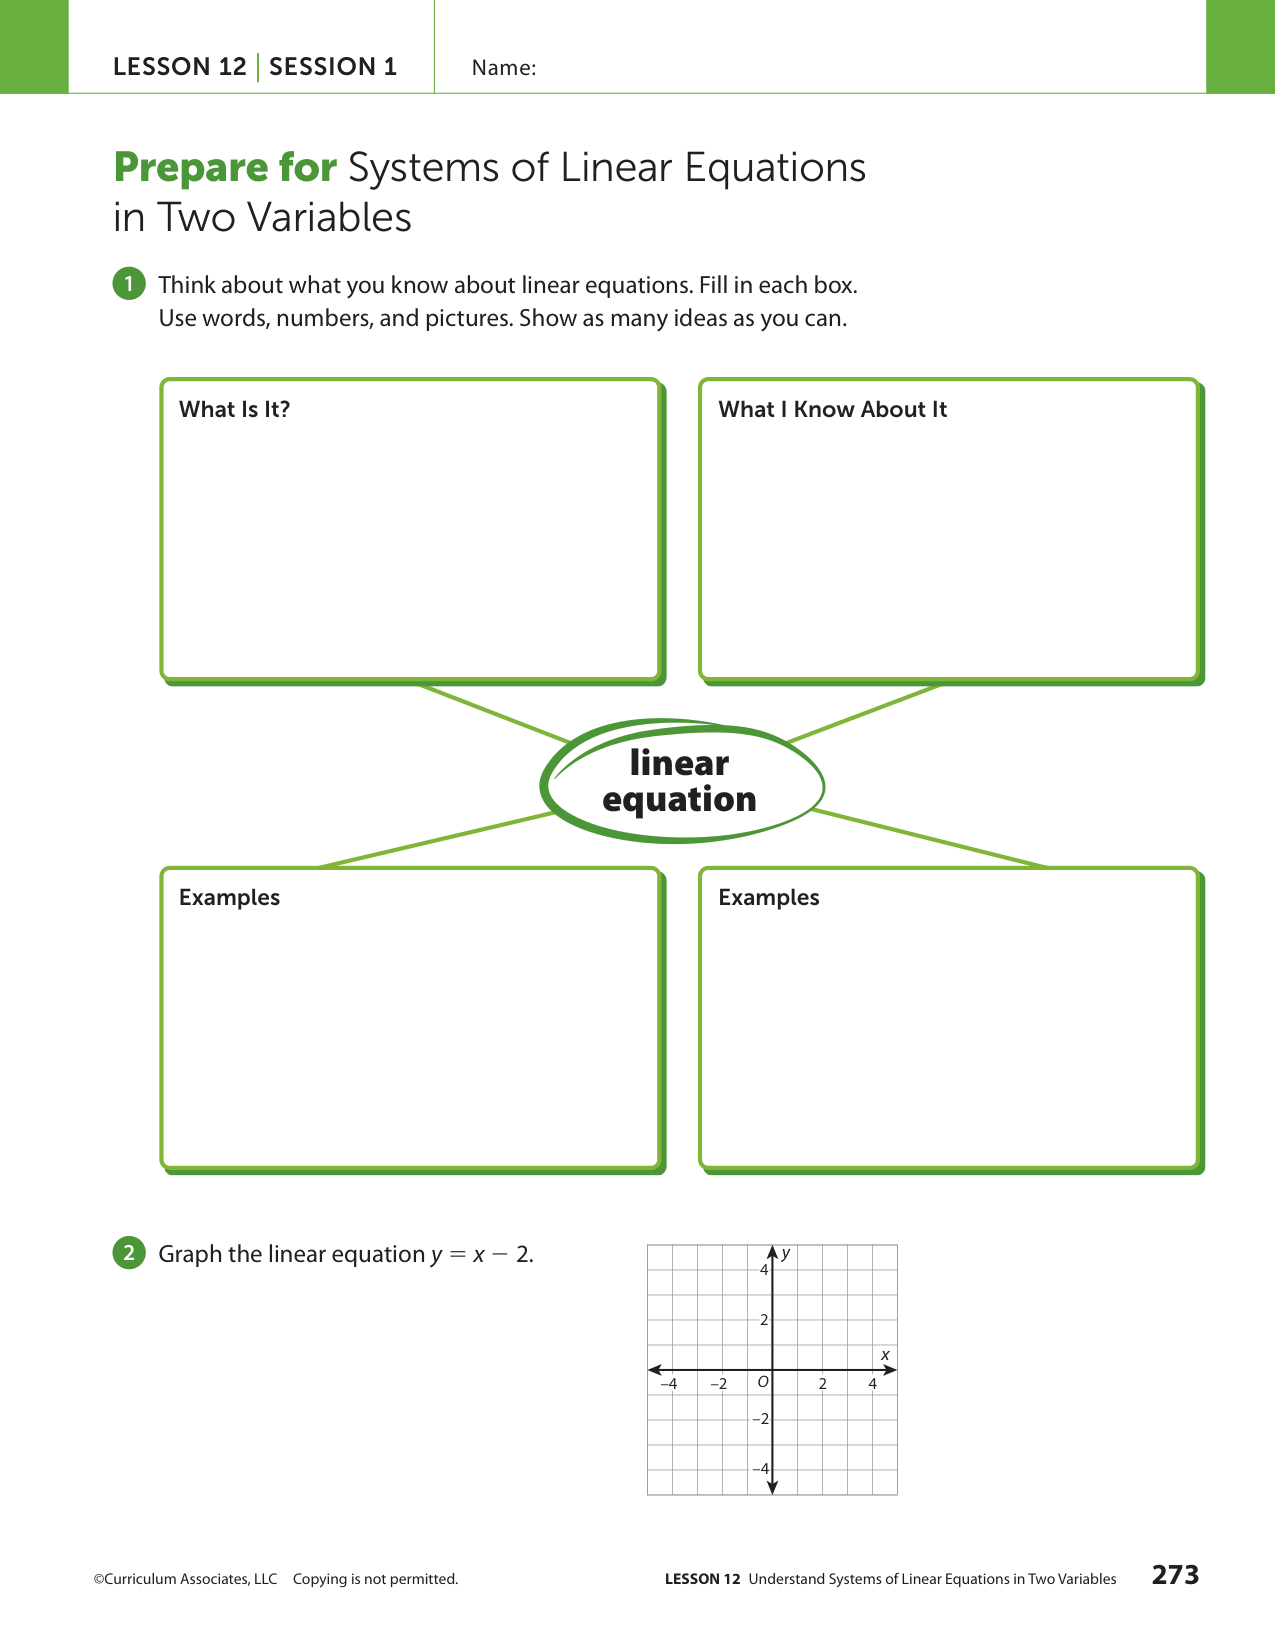 LESSON 12 | SESSION 1
Name:
Prepare for Systems of Linear Equations
in Two Variables
1 Think about what you know about linear equations. Fill in each box.
Use words, numbers, and pictures. Show as many ideas as you can.
What Is It?
What I Know About It
linear
equation
Examples
Examples
2 Graph the linear equation y = x − 2.
y
4
2
x
–4 –2 O 2 4
–2
–4
©Curriculum Associates, LLC Copying is not permitted.
LESSON 12 Understand Systems of Linear Equations in Two Variables 273